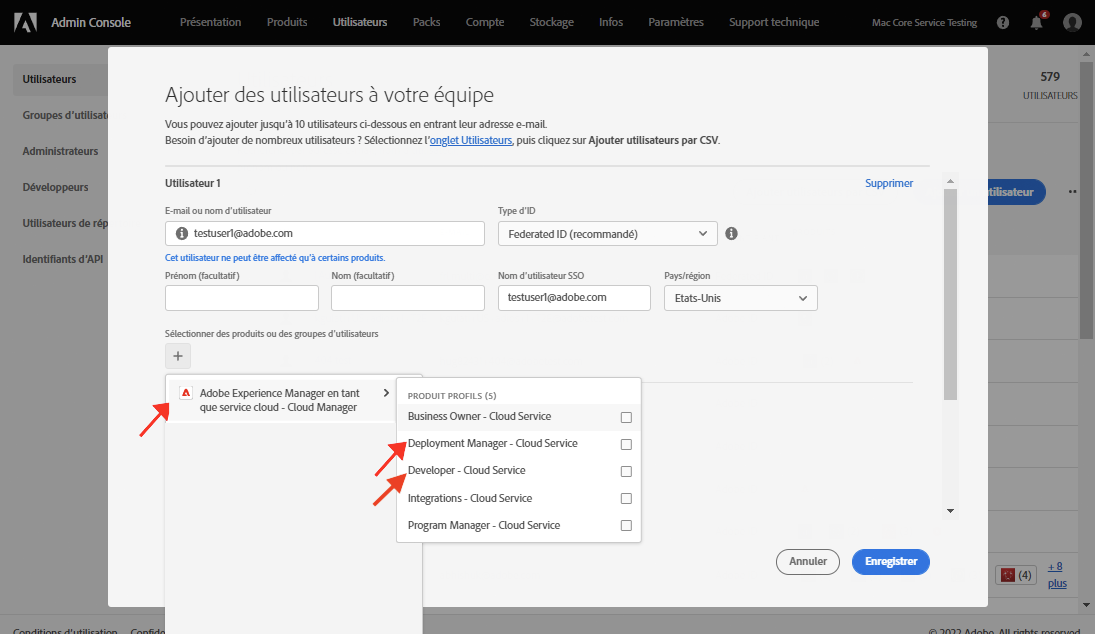 Admin Console
Présentation
Produits
Utilisateurs
Packs
Compte
Stockage
Infos
Paramètres
Support technique
Mac Core Service Testing
6
Utilisateurs
Groupes d'utilisat
Administrateurs
Développeurs
Utilisateurs de rép
Identifiants d'API
579
UTILISATEURS
tilisateur
Ajouter des utilisateurs à votre équipe
Vous pouvez ajouter jusqu'à 10 utilisateurs ci-dessous en entrant leur adresse e-mail.
Besoin d'ajouter de nombreux utilisateurs ? Sélectionnez l'onglet Utilisateurs, puis cliquez sur Ajouter utilisateurs par CSV.
Utilisateur 1
Supprimer
E-mail ou nom d'utilisateur
Type d'ID
testuser1@adobe.com
Federated ID (recommandé)
Cet utilisateur ne peut être affecté qu'à certains produits.
Prénom (facultatif)
Nom (facultatif)
Nom d'utilisateur SSO
Pays/région
testuser1@adobe.com
Etats-Unis
Sélectionner des produits ou des groupes d'utilisateurs
+
Adobe Experience Manager en tant
que service cloud - Cloud Manager
PRODUIT PROFILS (5)
Business Owner - Cloud Service
Deployment Manager - Cloud Service
Developer - Cloud Service
Integrations - Cloud Service
Program Manager - Cloud Service
Annuler
Enregistrer
(4)
+ 8
plus
Conditions d'utilisation
Confide
© 2022 Adobe. All rights reserved.